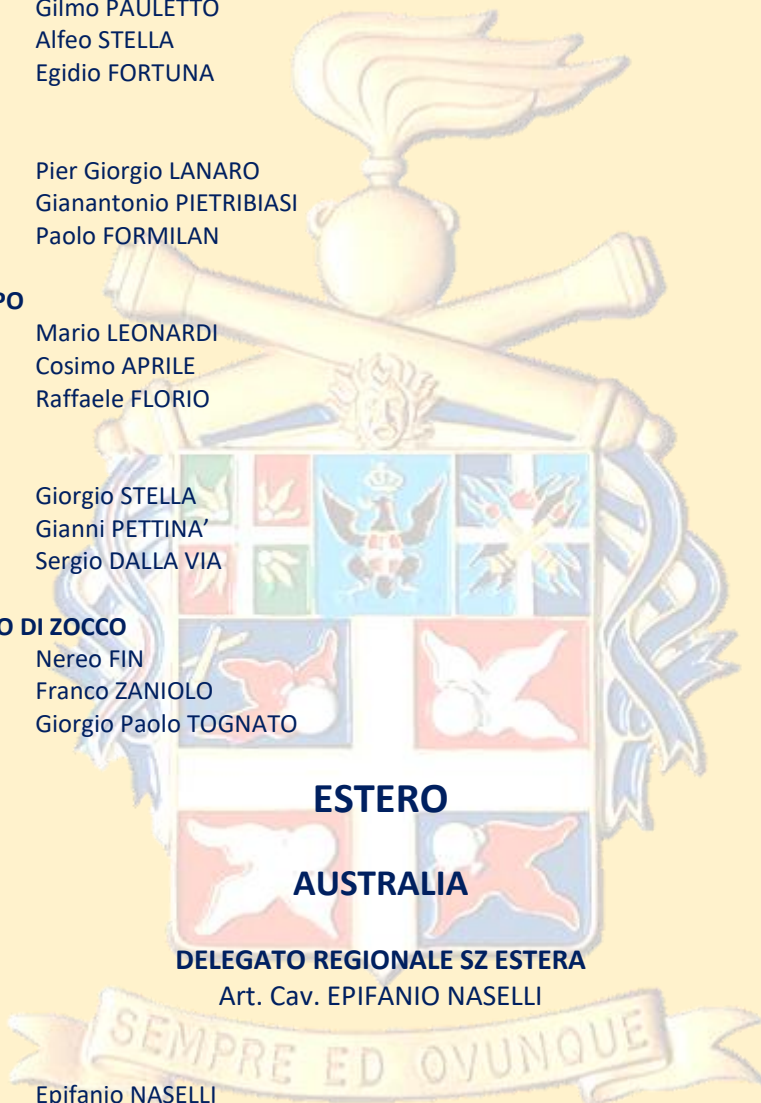 Gilmo PAULETTO
Alfeo STELLA
Egidio FORTUNA
Pier Giorgio LANARO
Gianantonio PIETRIBIASI
Paolo FORMILAN
PO
Mario LEONARDI
Cosimo APRILE
Raffaele FLORIO
Giorgio STELLA
Gianni PETTINA’
Sergio DALLA VIA
O DI ZOCCO
Nereo FIN
Franco ZANIOLO
Giorgio Paolo TOGNATO
ESTERO
AUSTRALIA
DELEGATO REGIONALE SZ ESTERA
Art. Cav. EPIFANIO NASELLI
SEMPRE ED OVUNQUE
Epifanio NASELLI